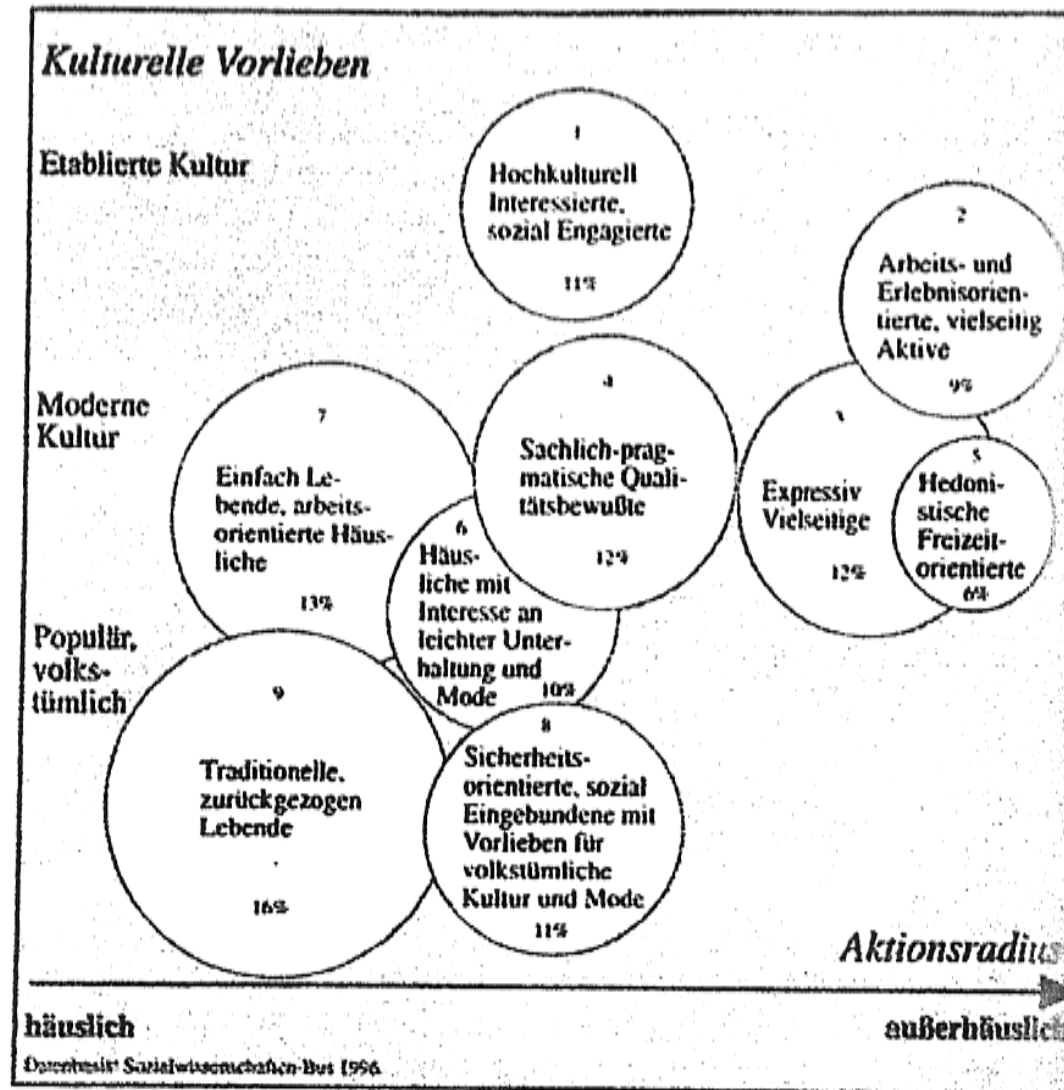 Kulturelle Vorlieben
Etablierte Kultur
1
Hochkulturell
Interessierte,
sozial Engagierte
11%
2
Arbeits- und
Erlebnisorien-
tierte, vielseitig
Aktive
9%
Moderne
Kultur
7
Einfach Le-
bende, arbeits-
orientierte Häus-
liche
13%
4
Sachlich-prag-
matische Quali-
tätsbewußte
12%
Expressiv
Vielseitige
12%
5
Hedoni-
stische
Freizeit-
orientierte
6%
6
Häus-
liche mit
Interesse an
leichter Unter-
haltung und
Mode
10%
Populär,
volks-
tümlich
9
Traditionelle,
zurückgezogen
Lebende
16%
8
Sicherheits-
orientierte, sozial
Eingebundene mit
Vorlieben für
volkstümliche
Kultur und Mode
11%
Aktionsradius
häuslich
außerhäuslich
Datenbasis: Sozialwissenschaften-Bus 1996